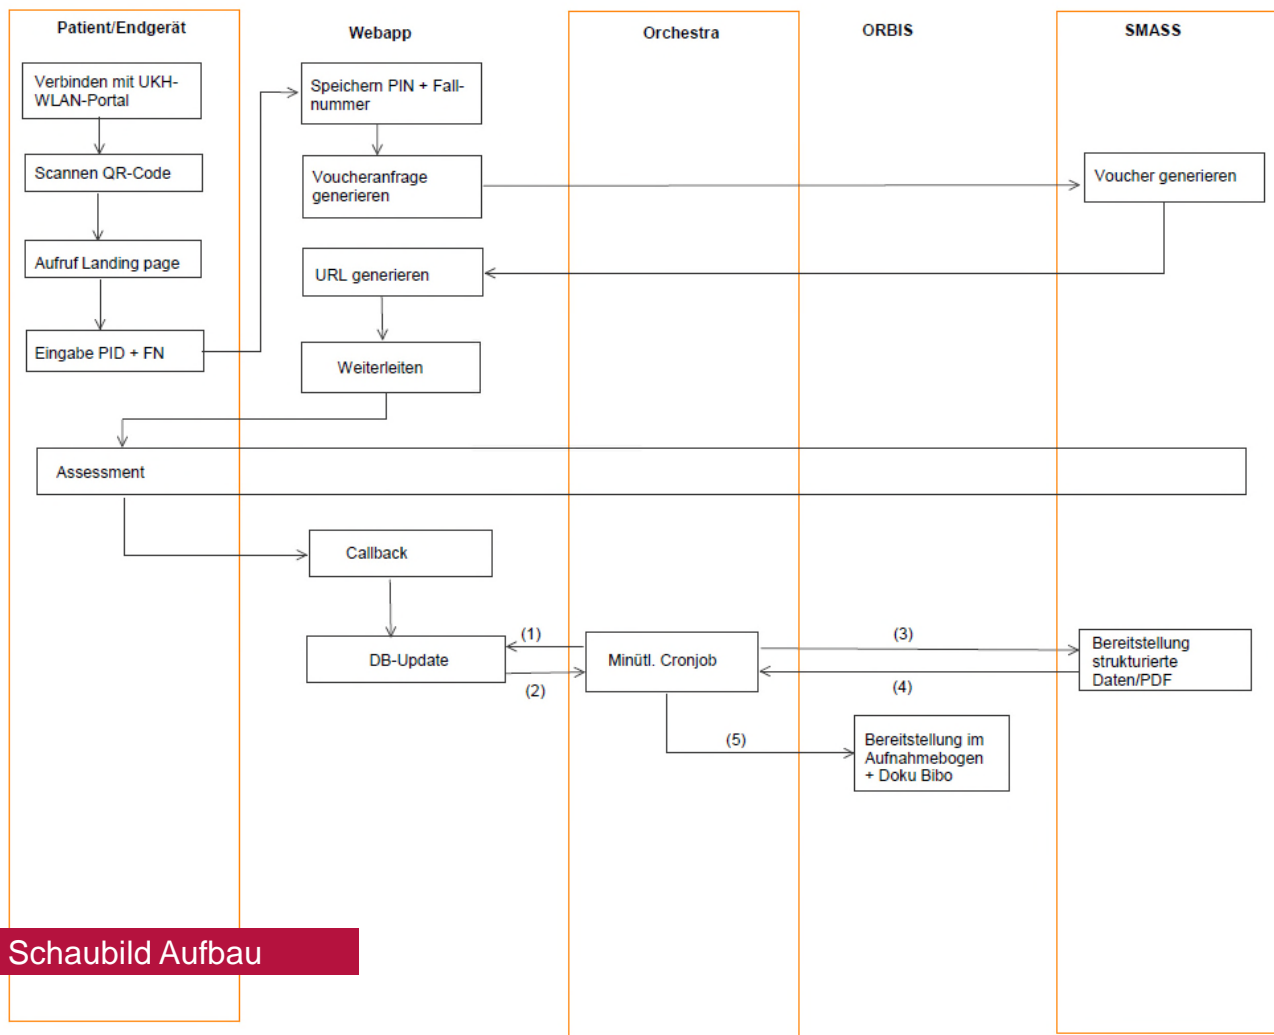 Patient/Endgerät
Webapp
Orchestra
ORBIS
SMASS
Verbinden mit UKH-
WLAN-Portal
Speichern PIN + Fall-
nummer
Scannen QR-Code
Voucheranfrage
generieren
Voucher generieren
Aufruf Landing page
URL generieren
Eingabe PID + FN
Weiterleiten
Assessment
Callback
DB-Update
(1)
(2)
Minütl. Cronjob
(3)
(4)
Bereitstellung
strukturierte
Daten/PDF
(5)
Bereitstellung im
Aufnahmebogen
+ Doku Bibo
Schaubild Aufbau